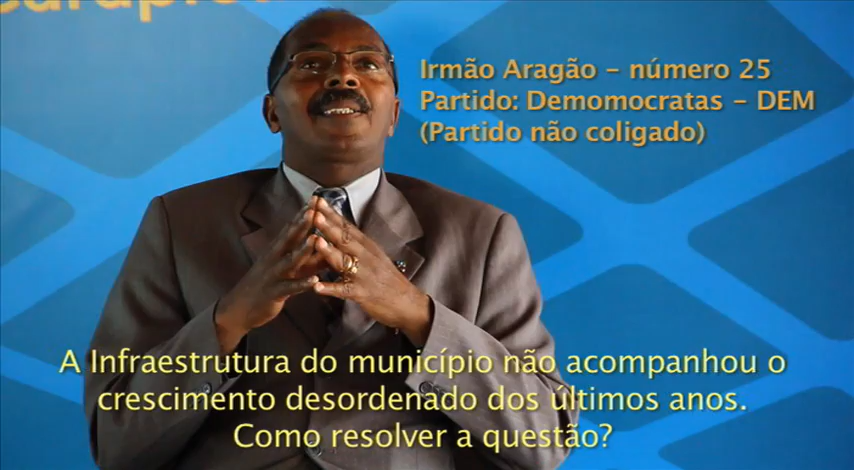 Irmão Aragão - número 25
Partido: Demomocratas - DEM
(Partido não coligado)
A Infraestrutura do município não acompanhou o
crescimento desordenado dos últimos anos.
Como resolver a questão?